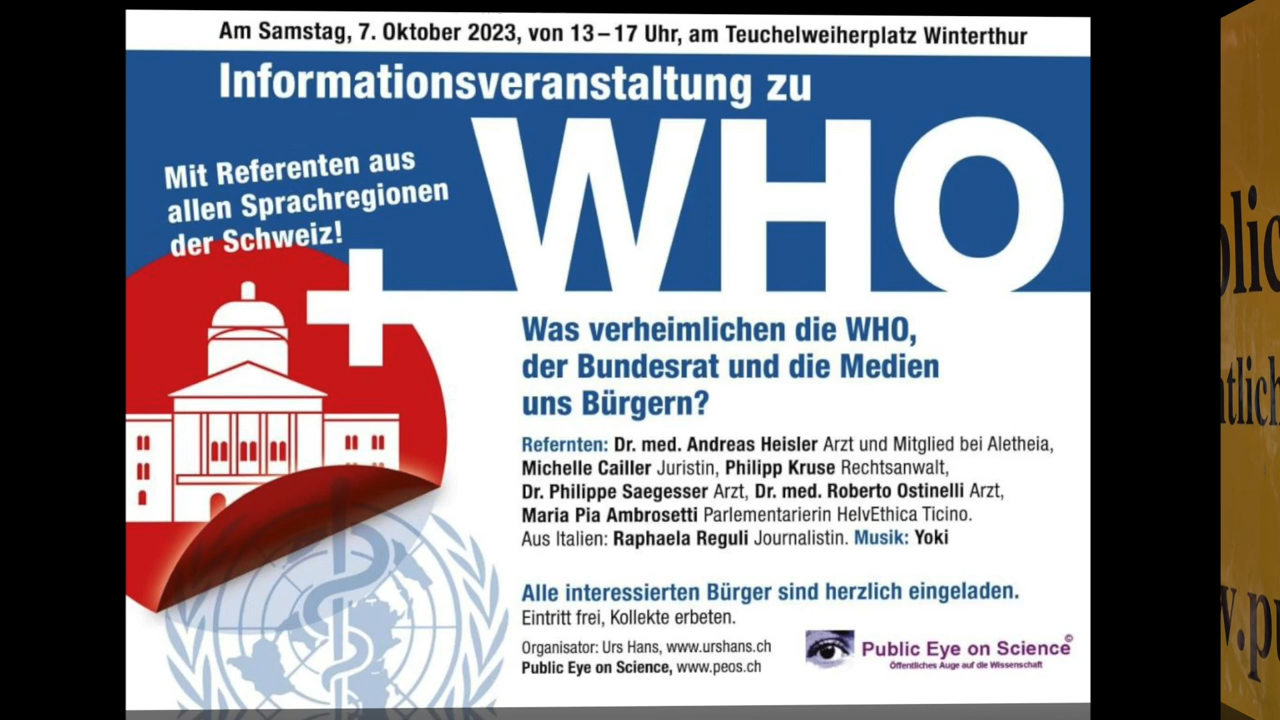 Am Samstag, 7. Oktober 2023, von 13–17 Uhr, am Teuchelweiherplatz Winterthur
Informationsveranstaltung zu
WHO
Mit Referenten aus
allen Sprachregionen
der Schweiz!
Was verheimlichen die WHO,
der Bundesrat und die Medien
uns Bürgern?
Refernten: Dr. med. Andreas Heisler Arzt und Mitglied bei Aletheia,
Michelle Cailler Juristin, Philipp Kruse Rechtsanwalt,
Dr. Philippe Saegesser Arzt, Dr. med. Roberto Ostinelli Arzt,
Maria Pia Ambrosetti Parlementarierin HelvEthica Ticino.
Aus Italien: Raphaela Reguli Journalistin. Musik: Yoki
Alle interessierten Bürger sind herzlich eingeladen.
Eintritt frei, Kollekte erbeten.
Organisator: Urs Hans, www.urshans.ch
Public Eye on Science, www.peos.ch
Public Eye on Science©
Öffentliches Auge auf die Wissenschaft